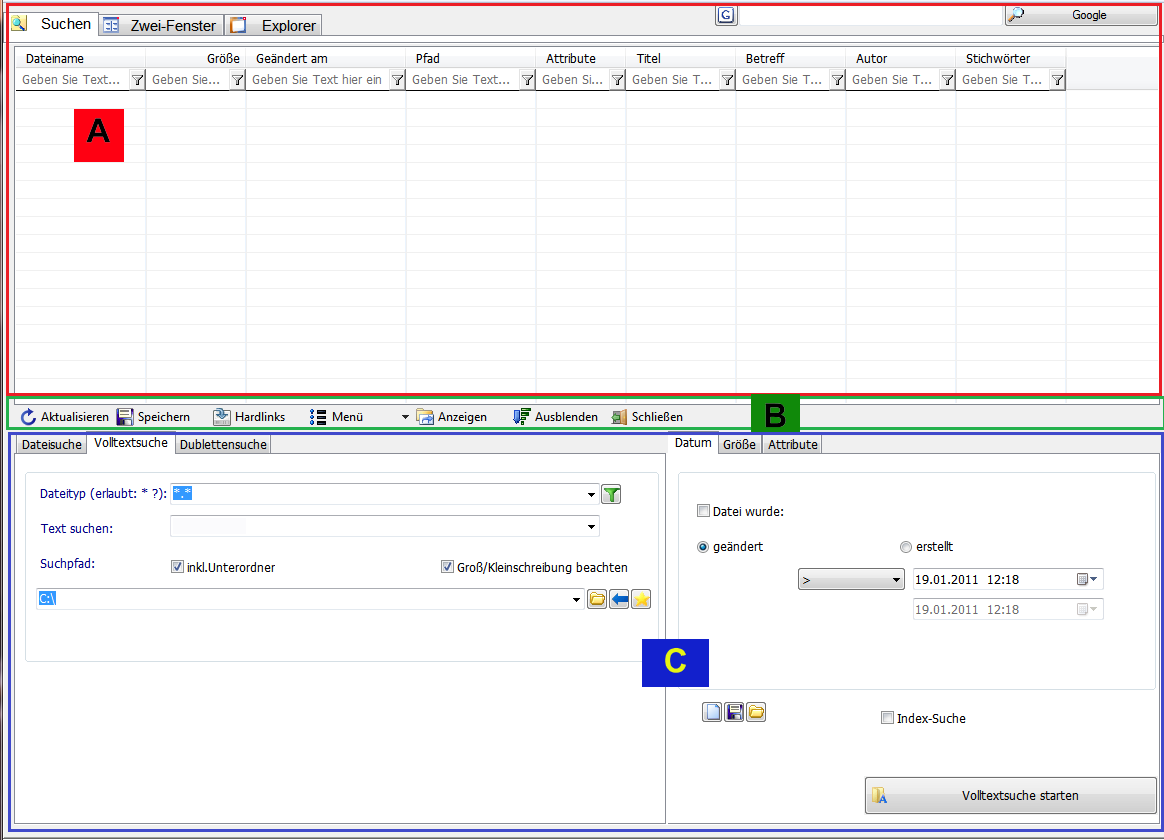 Suchen Zwei-Fenster Explorer G Google
Dateiname Größe Geändert am Pfad Attribute Titel Betreff Autor Stichwörter
Geben Sie Text... Geben Sie... Geben Sie Text hier ein Geben Sie Text... Geben Si... Geben Sie T... Geben Sie T... Geben Sie T... Geben Sie T...
A
Aktualisieren Speichern Hardlinks Menü Anzeigen Ausblenden Schließen
B
Dateisuche Volltextsuche Dublettensuche
Datum Größe Attribute
Dateityp (erlaubt: * ?): *.*
Text suchen:
Suchpfad: inkl.Unterordner Groß/Kleinschreibung beachten
C:\
Datei wurde:
geändert erstellt
> 19.01.2011 12:18
19.01.2011 12:18
C
Index-Suche
Volltextsuche starten